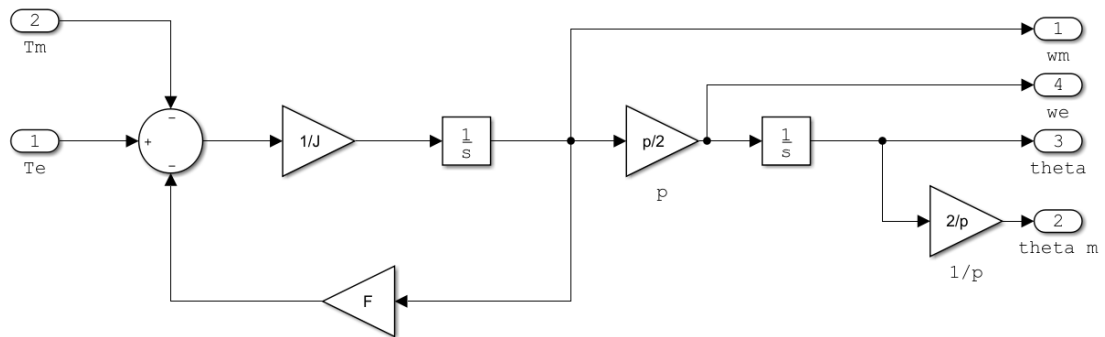 2
Tm
1
wm
4
we
−
1
Te
+
−
1/J
1
s
p/2
p
1
s
3
theta
2/p
1/p
2
theta m
F